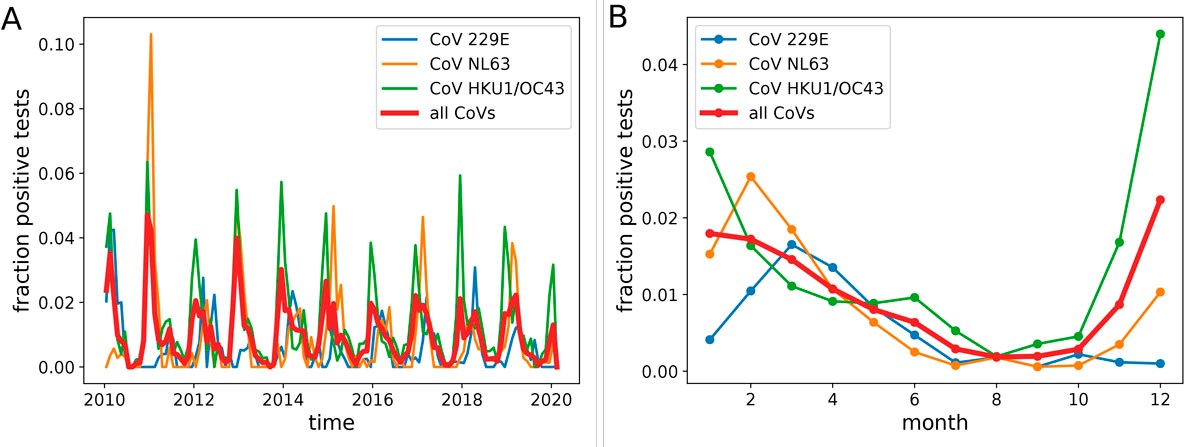 A
fraction positive tests
0.10
0.08
0.06
0.04
0.02
0.00
CoV 229E
CoV NL63
CoV HKU1/OC43
all CoVs
2010 2012 2014 2016 2018 2020
time
B
fraction positive tests
0.04
0.03
0.02
0.01
0.00
CoV 229E
CoV NL63
CoV HKU1/OC43
all CoVs
2 4 6 8 10 12
month